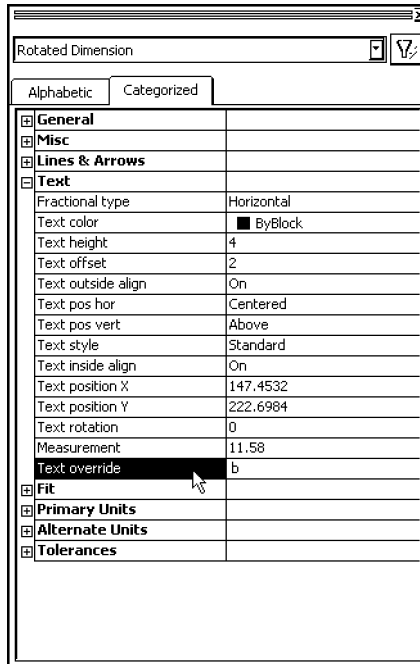 Rotated Dimension
Alphabetic Categorized
General
Misc
Lines & Arrows
Text
Fractional type Horizontal
Text color ByBlock
Text height 4
Text offset 2
Text outside align On
Text pos hor Centered
Text pos vert Above
Text style Standard
Text inside align On
Text position X 147.4532
Text position Y 222.6984
Text rotation 0
Measurement 11.58
Text override b
Fit
Primary Units
Alternate Units
Tolerances